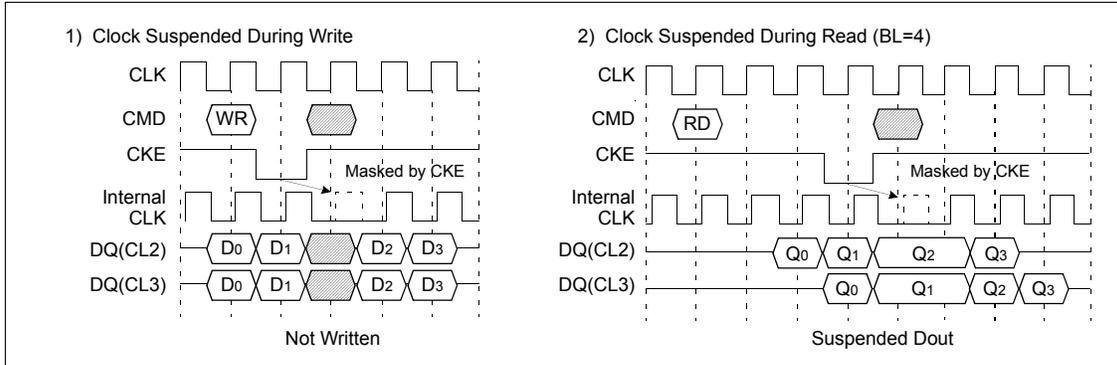 1) Clock Suspended During Write
CLK
CMD
WR
CKE
Masked by CKE
Internal
CLK
DQ(CL2)
D0 D1 D2 D3
DQ(CL3)
D0 D1 D2 D3
Not Written
2) Clock Suspended During Read (BL=4)
CLK
CMD
RD
CKE
Masked by CKE
Internal
CLK
DQ(CL2)
Q0 Q1 Q2 Q3
DQ(CL3)
Q0 Q1 Q2 Q3
Suspended Dout